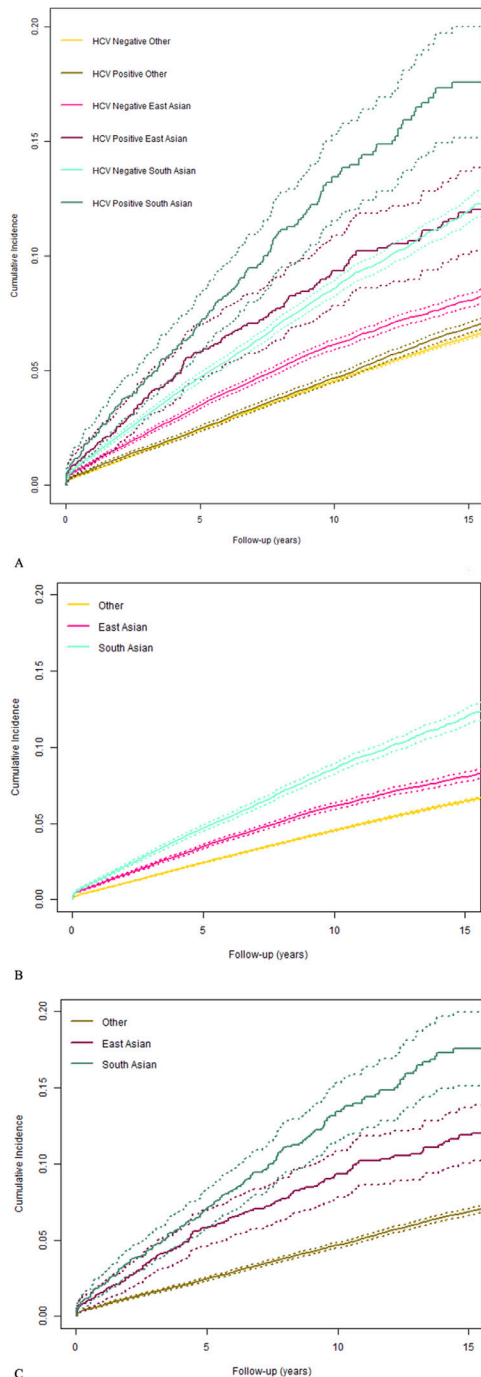 0.20
HCV Negative Other
HCV Positive Other
HCV Negative East Asian
0.15
HCV Positive East Asian
HCV Negative South Asian
HCV Positive South Asian
Cumulative Incidence
0.10
0.05
0.00
0 5 10 15
Follow-up (years)
A
0.20
Other
East Asian
South Asian
0.15
Cumulative Incidence
0.10
0.05
0.00
0 5 10 15
Follow-up (years)
B
0.20
Other
East Asian
South Asian
0.15
Cumulative Incidence
0.10
0.05
0.00
0 5 10 15
Follow-up (years)
C